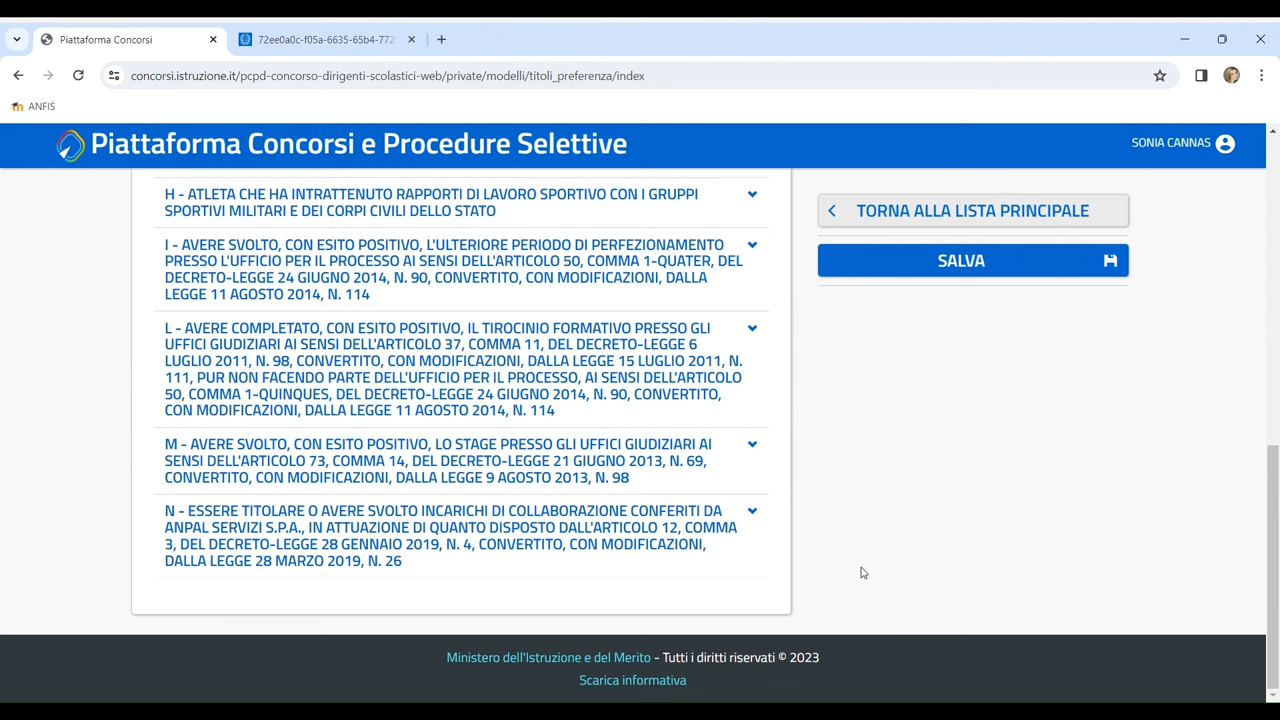 Piattaforma Concorsi
72ee0a0c-f05a-6635-65b4-772
concorsi.istruzione.it/pcpd-concorso-dirigenti-scolastici-web/private/modelli/titoli_preferenza/index
ANFIS
Piattaforma Concorsi e Procedure Selettive
SONIA CANNAS
H - ATLETA CHE HA INTRATTENUTO RAPPORTI DI LAVORO SPORTIVO CON I GRUPPI
SPORTIVI MILITARI E DEI CORPI CIVILI DELLO STATO
I - AVERE SVOLTO, CON ESITO POSITIVO, L'ULTERIORE PERIODO DI PERFEZIONAMENTO
PRESSO L'UFFICIO PER IL PROCESSO AI SENSI DELL'ARTICOLO 50, COMMA 1-QUATER, DEL
DECRETO-LEGGE 24 GIUGNO 2014, N. 90, CONVERTITO, CON MODIFICAZIONI, DALLA
LEGGE 11 AGOSTO 2014, N. 114
L - AVERE COMPLETATO, CON ESITO POSITIVO, IL TIROCINIO FORMATIVO PRESSO GLI
UFFICI GIUDIZIARI AI SENSI DELL'ARTICOLO 37, COMMA 11, DEL DECRETO-LEGGE 6
LUGLIO 2011, N. 98, CONVERTITO, CON MODIFICAZIONI, DALLA LEGGE 15 LUGLIO 2011, N.
111, PUR NON FACENDO PARTE DELL'UFFICIO PER IL PROCESSO, AI SENSI DELL'ARTICOLO
50, COMMA 1-QUINQUES, DEL DECRETO-LEGGE 24 GIUGNO 2014, N. 90, CONVERTITO,
CON MODIFICAZIONI, DALLA LEGGE 11 AGOSTO 2014, N. 114
M - AVERE SVOLTO, CON ESITO POSITIVO, LO STAGE PRESSO GLI UFFICI GIUDIZIARI AI
SENSI DELL'ARTICOLO 73, COMMA 14, DEL DECRETO-LEGGE 21 GIUGNO 2013, N. 69,
CONVERTITO, CON MODIFICAZIONI, DALLA LEGGE 9 AGOSTO 2013, N. 98
N - ESSERE TITOLARE O AVERE SVOLTO INCARICHI DI COLLABORAZIONE CONFERITI DA
ANPAL SERVIZI S.P.A., IN ATTUAZIONE DI QUANTO DISPOSTO DALL'ARTICOLO 12, COMMA
3, DEL DECRETO-LEGGE 28 GENNAIO 2019, N. 4, CONVERTITO, CON MODIFICAZIONI,
DALLA LEGGE 28 MARZO 2019, N. 26
TORNA ALLA LISTA PRINCIPALE
SALVA
Ministero dell'Istruzione e del Merito - Tutti i diritti riservati © 2023
Scarica informativa